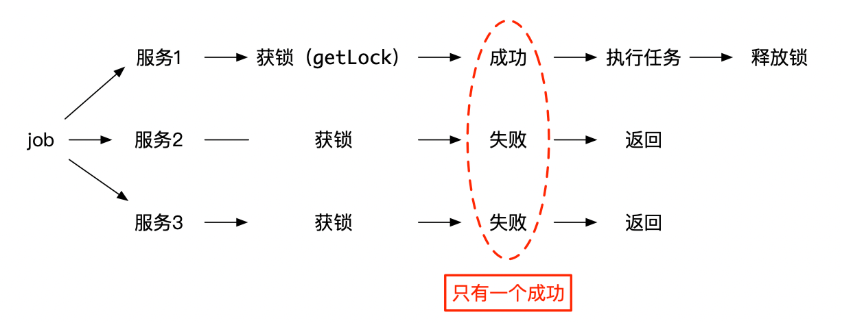 服务1 获锁（getLock） 成功 执行任务 释放锁
job 服务2 获锁 失败 返回
服务3 获锁 失败 返回
只有一个成功